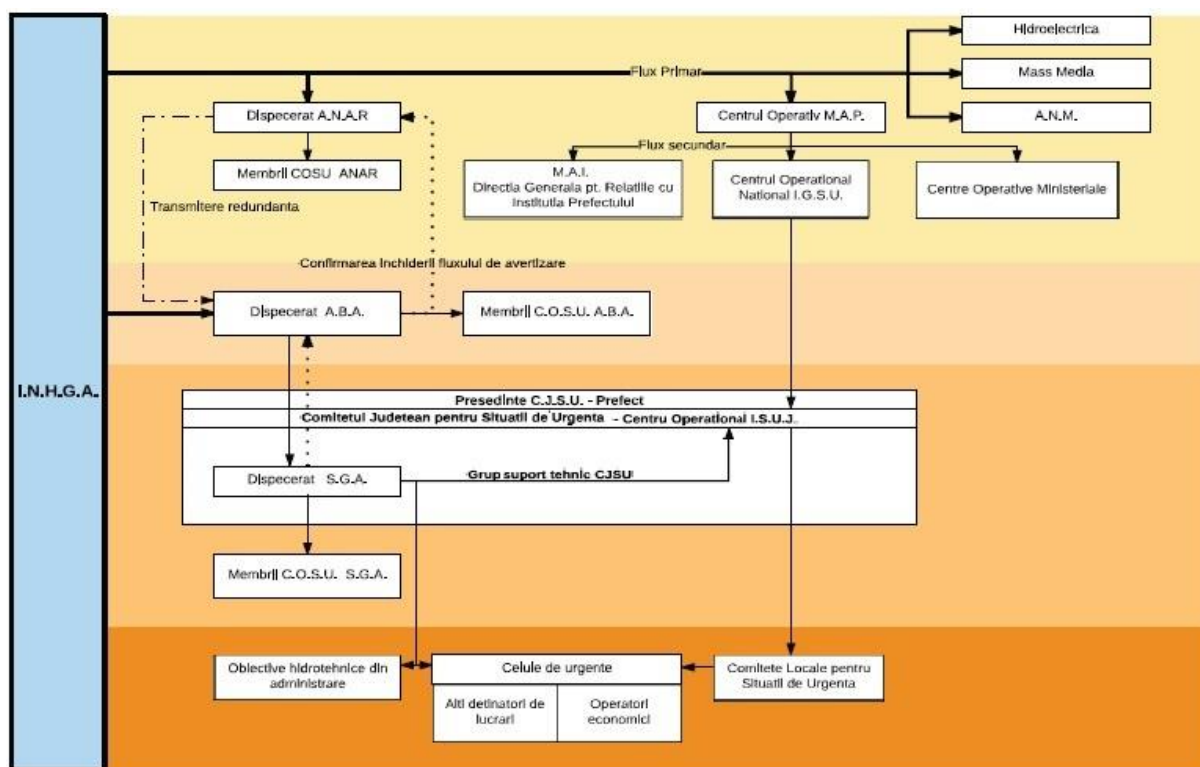 I.N.H.G.A.
Hidroelectrica
Flux Primar
Mass Media
Dispecerat A.N.A.R
Centrul Operativ M.A.P.
A.N.M.
Flux secundar
Membrii COSU ANAR
M.A.I.
Directia Generala pt. Relatiile cu
Institutia Prefectului
Centrul Operational
National I.G.S.U.
Centre Operative Ministeriale
Transmitere redundanta
Confirmarea inchiderii fluxului de avertizare
Dispecerat A.B.A.
Membrii C.O.S.U. A.B.A.
Presedinte C.J.S.U. - Prefect
Comitetul Judetean pentru Situatii de Urgenta - Centru Operational I.S.U.J.
Dispecerat S.G.A.
Grup suport tehnic CJSU
Membrii C.O.S.U. S.G.A.
Obiective hidrotehnice din
administrare
Celule de urgente
Alti detinatori de
lucrari
Operatori
economici
Comitete Locale pentru
Situatii de Urgenta